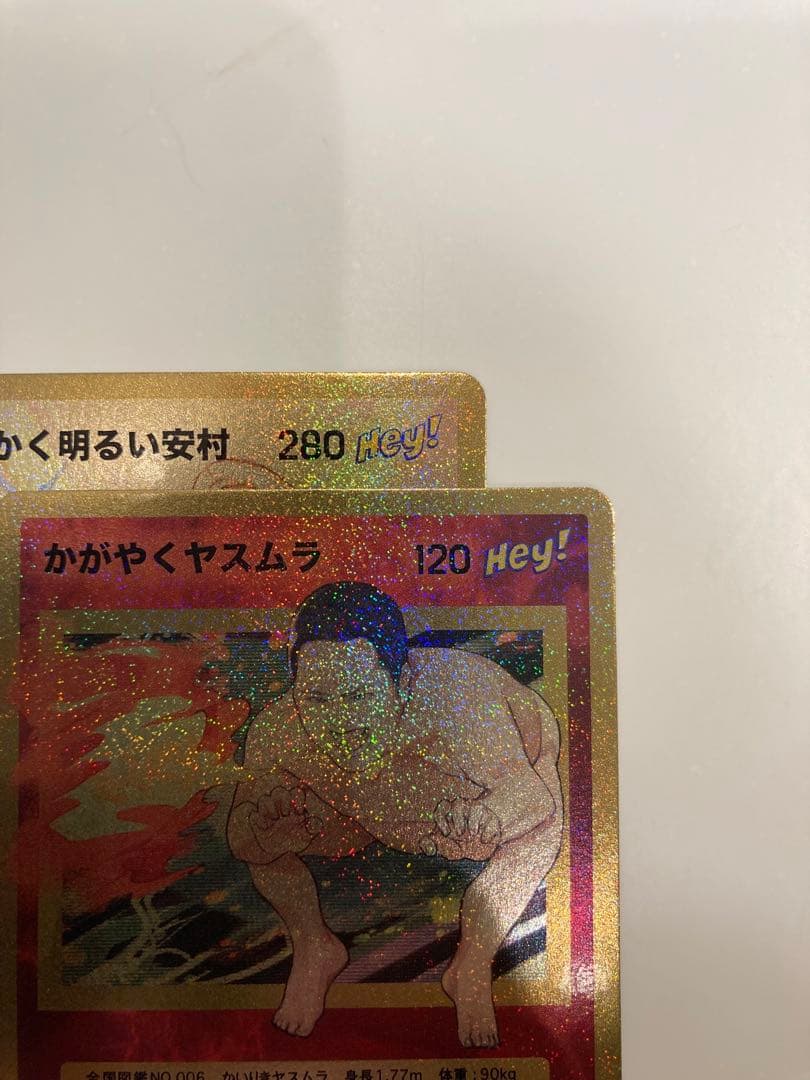 かく明るい安村 280 Hey!
かがやくヤスムラ 120 Hey!
全国図鑑NO.006 かいりきヤスムラ 身長1.77m 体重:90kg